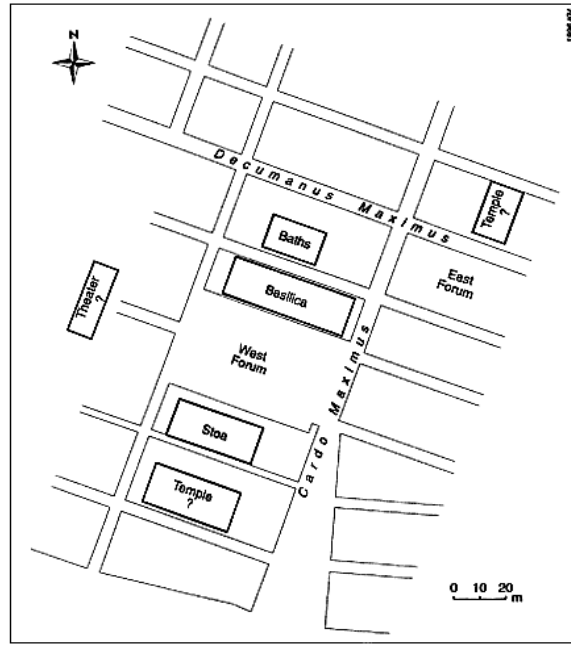 N
Decumanus Maximus
Temple
?
Baths
East
Forum
Basilica
Theater
?
West
Forum
Cardo Maximus
Stoa
Temple
?
0 10 20
m